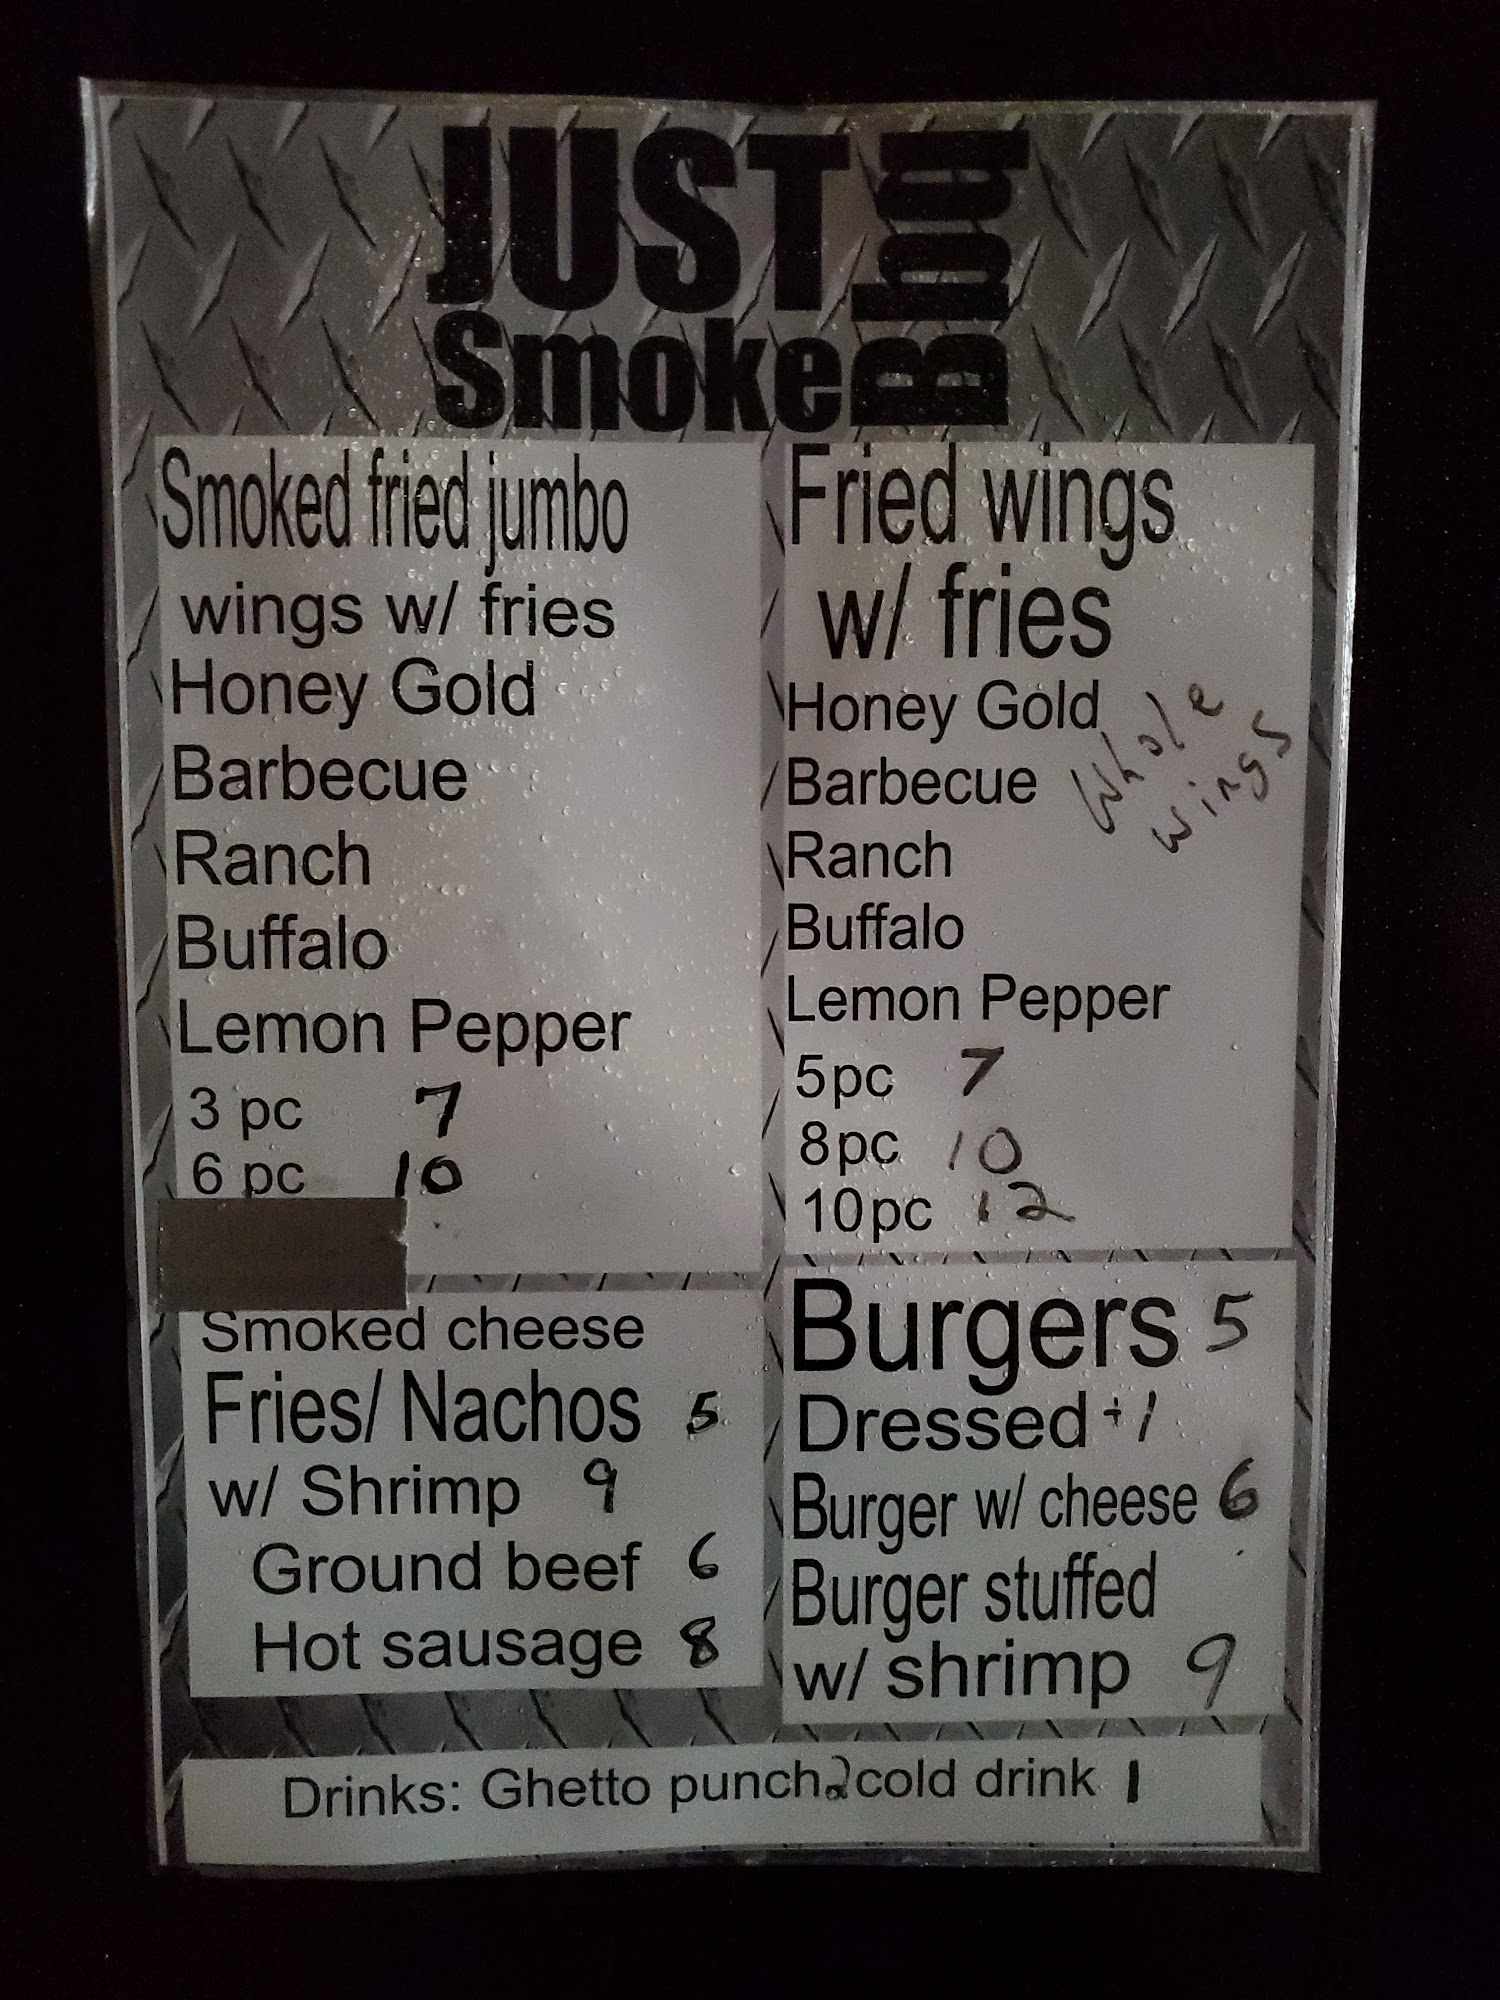 JUST
Smoke
Bbq
Smoked fried jumbo
wings w/ fries
Honey Gold
Barbecue
Ranch
Buffalo
Lemon Pepper
3 pc 7
6 pc 10
Smoked cheese
Fries/ Nachos 5
w/ Shrimp 9
Ground beef 6
Hot sausage 8
Fried wings
w/ fries
Honey Gold
Barbecue
Ranch
Buffalo
Lemon Pepper
Whole
wings
5pc 7
8pc 10
10pc 12
Burgers 5
Dressed +1
Burger w/ cheese 6
Burger stuffed
w/ shrimp 9
Drinks: Ghetto punch 2 cold drink 1